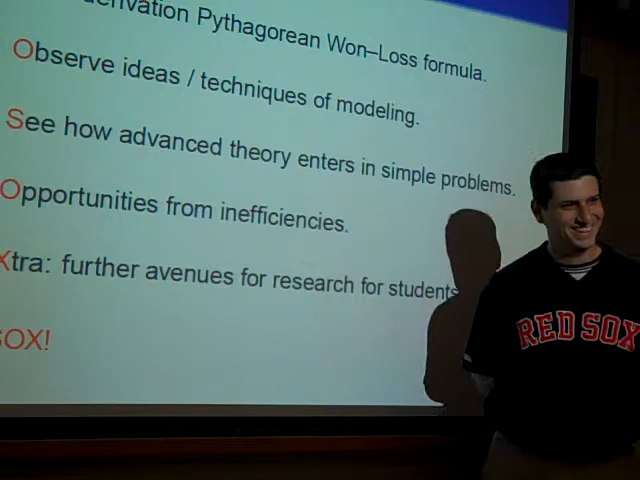 Pythagorean Won–Loss formula.
Observe ideas / techniques of modeling.
See how advanced theory enters in simple problems.
Opportunities from inefficiencies.
Xtra: further avenues for research for students
SOX!
RED SOX